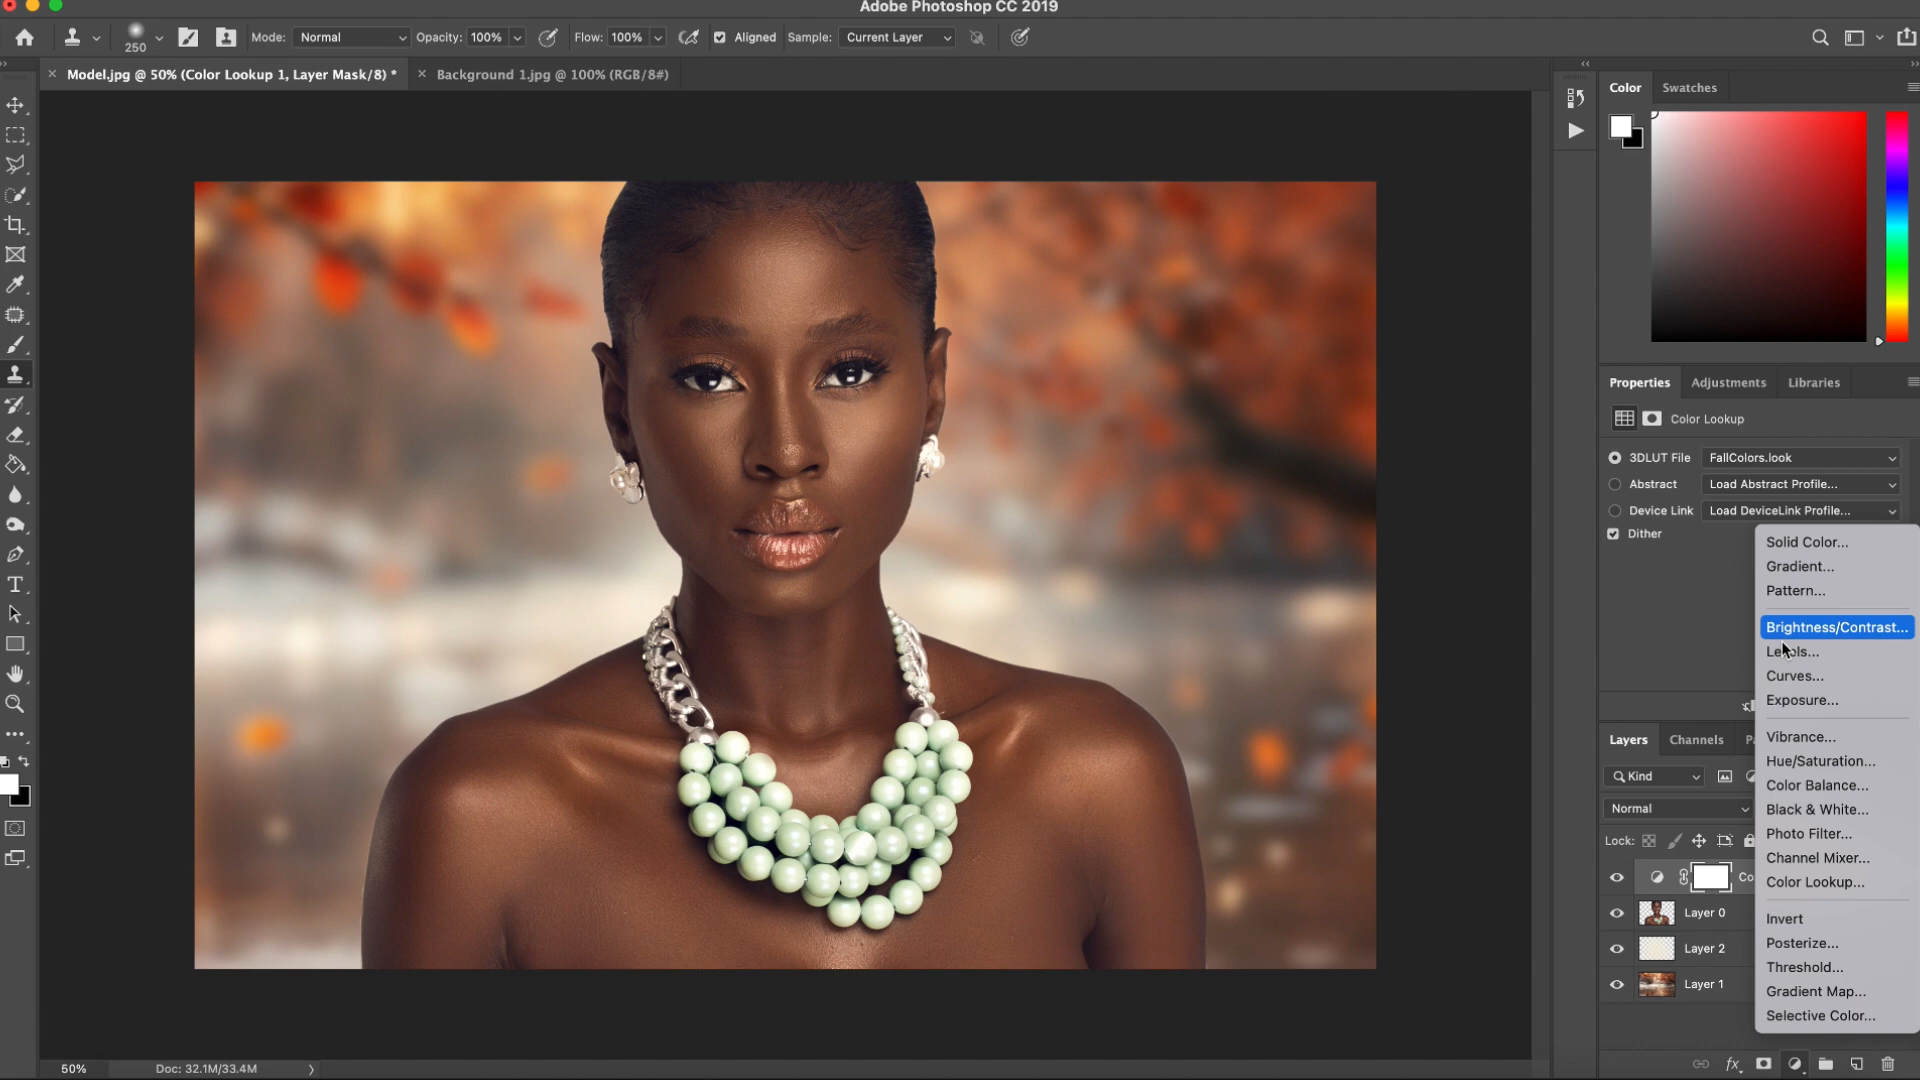 Adobe Photoshop CC 2019
250
Mode: Normal
Opacity: 100%
Flow: 100%
Aligned
Sample: Current Layer
Model.jpg @ 50% (Color Lookup 1, Layer Mask/8) *
Background 1.jpg @ 100% (RGB/8#)
Color
Swatches
Properties
Adjustments
Libraries
Color Lookup
3DLUT File FallColors.look
Abstract Load Abstract Profile...
Device Link Load DeviceLink Profile...
Dither
Solid Color...
Gradient...
Pattern...
Brightness/Contrast...
Levels...
Curves...
Exposure...
Vibrance...
Hue/Saturation...
Color Balance...
Black & White...
Photo Filter...
Channel Mixer...
Color Lookup...
Invert
Posterize...
Threshold...
Gradient Map...
Selective Color...
Layers
Channels
Kind
Normal
Lock:
Layer 0
Layer 2
Layer 1
fx
50%
Doc: 32.1M/33.4M